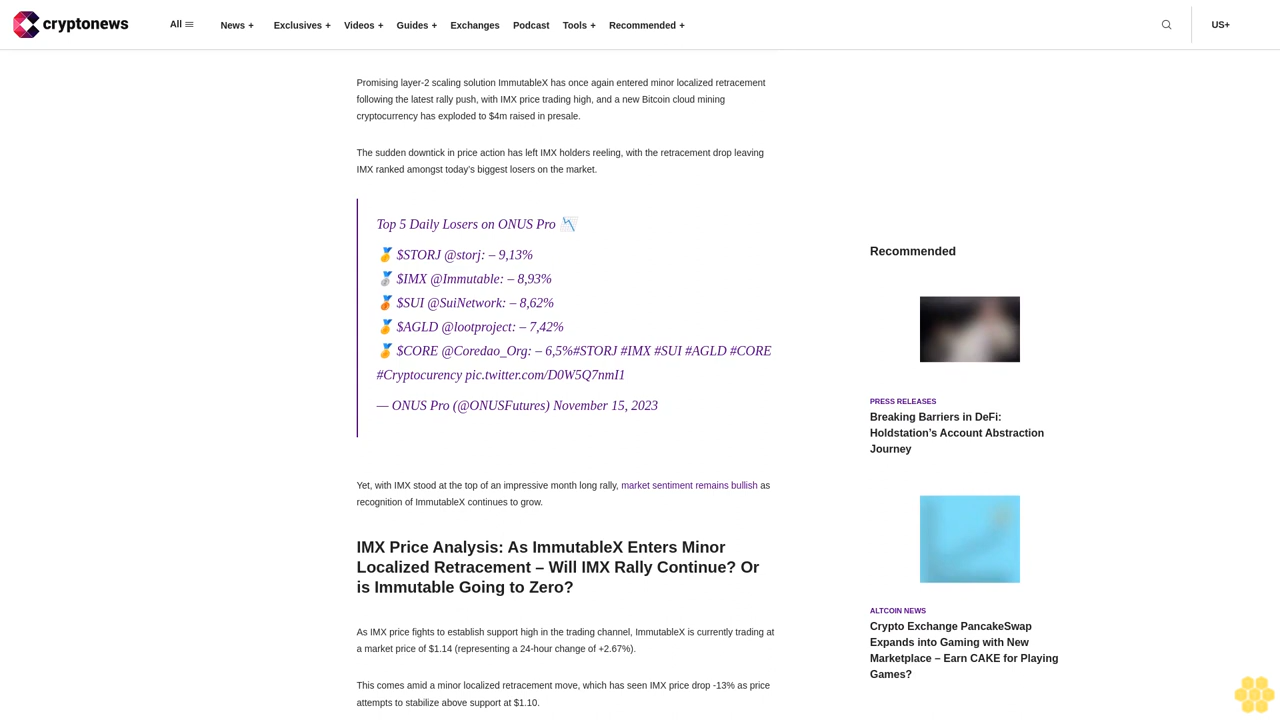 cryptonews
All
News +
Exclusives +
Videos +
Guides +
Exchanges
Podcast
Tools +
Recommended +
US+
Promising layer-2 scaling solution ImmutableX has once again entered minor localized retracement
following the latest rally push, with IMX price trading high, and a new Bitcoin cloud mining
cryptocurrency has exploded to $4m raised in presale.
The sudden downtick in price action has left IMX holders reeling, with the retracement drop leaving
IMX ranked amongst today’s biggest losers on the market.
Top 5 Daily Losers on ONUS Pro 📉
🥇 $STORJ @storj: – 9,13%
🥈 $IMX @Immutable: – 8,93%
🥉 $SUI @SuiNetwork: – 8,62%
🏅 $AGLD @lootproject: – 7,42%
🏅 $CORE @Coredao_Org: – 6,5%#STORJ #IMX #SUI #AGLD #CORE
#Cryptocurency pic.twitter.com/D0W5Q7nmI1
— ONUS Pro (@ONUSFutures) November 15, 2023
Yet, with IMX stood at the top of an impressive month long rally, market sentiment remains bullish as
recognition of ImmutableX continues to grow.
IMX Price Analysis: As ImmutableX Enters Minor
Localized Retracement – Will IMX Rally Continue? Or
is Immutable Going to Zero?
As IMX price fights to establish support high in the trading channel, ImmutableX is currently trading at
a market price of $1.14 (representing a 24-hour change of +2.67%).
This comes amid a minor localized retracement move, which has seen IMX price drop -13% as price
attempts to stabilize above support at $1.10.
Recommended
PRESS RELEASES
Breaking Barriers in DeFi:
Holdstation’s Account Abstraction
Journey
ALTCOIN NEWS
Crypto Exchange PancakeSwap
Expands into Gaming with New
Marketplace – Earn CAKE for Playing
Games?